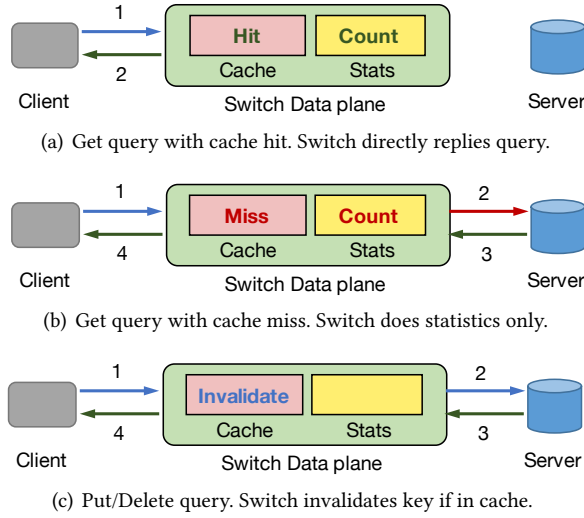 1
Hit Count
2
Cache Stats
Client Switch Data plane Server
(a) Get query with cache hit. Switch directly replies query.
1 2
Miss Count
4 Cache Stats 3
Client Switch Data plane Server
(b) Get query with cache miss. Switch does statistics only.
1 2
Invalidate
4 Cache Stats 3
Client Switch Data plane Server
(c) Put/Delete query. Switch invalidates key if in cache.